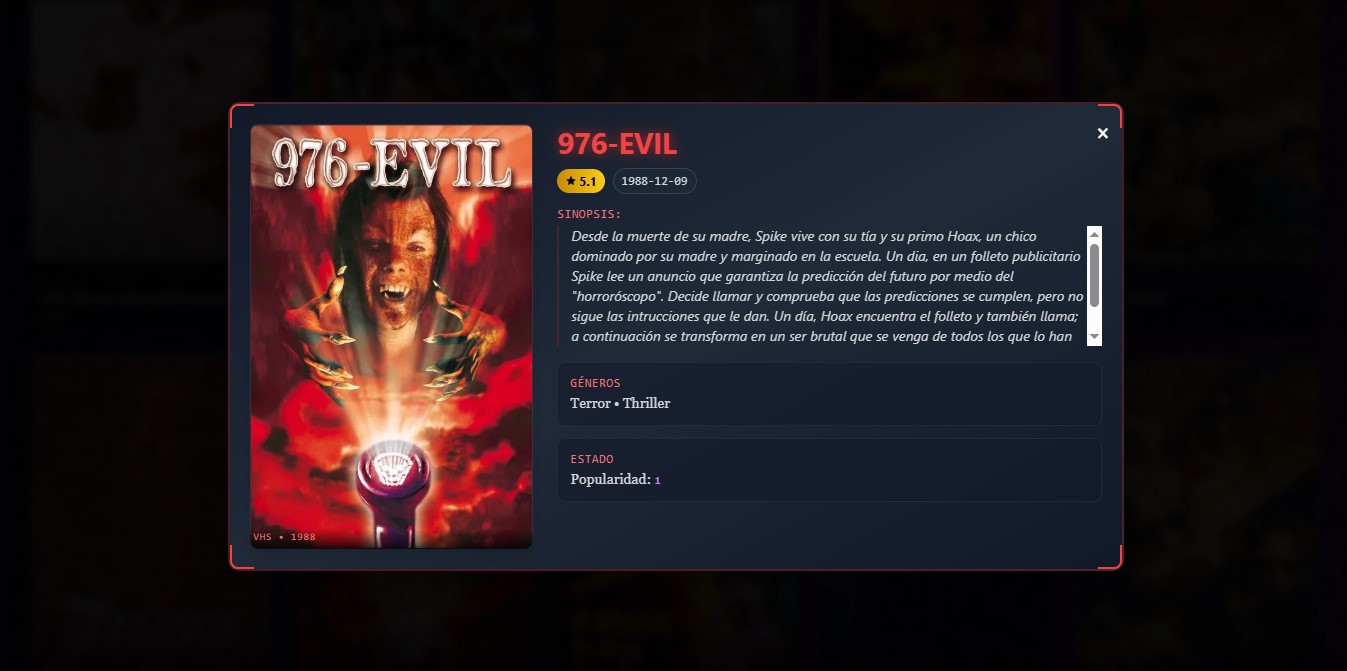 976-EVIL
VHS • 1988
976-EVIL
×
★ 5.1
1988-12-09
SINOPSIS:
Desde la muerte de su madre, Spike vive con su tía y su primo Hoax, un chico
dominado por su madre y marginado en la escuela. Un dia, en un folleto publicitario
Spike lee un anuncio que garantiza la predicción del futuro por medio del
"horroróscopo". Decide llamar y comprueba que las predicciones se cumplen, pero no
sigue las intrucciones que le dan. Un día, Hoax encuentra el folleto y también llama;
a continuación se transforma en un ser brutal que se venga de todos los que lo han
GÉNEROS
Terror • Thriller
ESTADO
Popularidad: 1